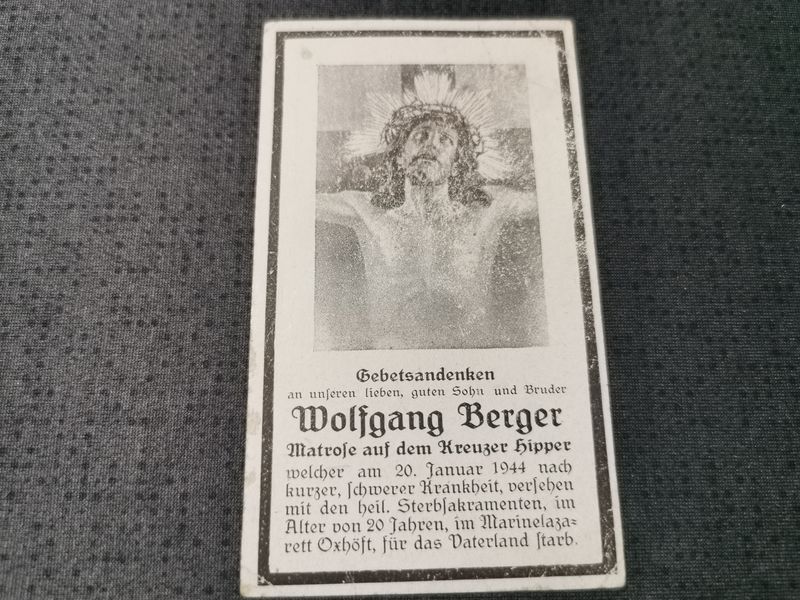 Gebetsandenken
an unſeren lieben, guten Sohn und Bruder
Wolfgang Berger
Matroſe auf dem Kreuzer Hipper
welcher am 20. Januar 1944 nach
kurzer, ſchwerer Krankheit, verſehen
mit den heil. Sterbſakramenten, im
Alter von 20 Jahren, im Marinelaza-
rett Oxhöft, für das Vaterland ſtarb.